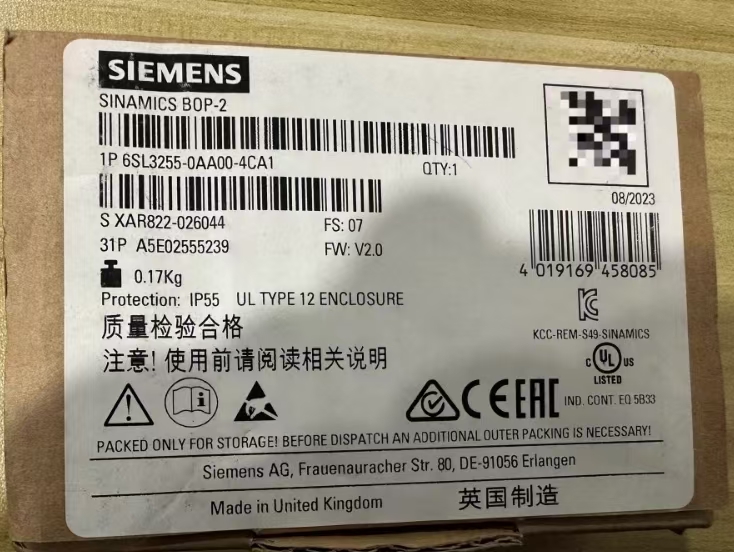 SIEMENS
SINAMICS BOP-2
1P 6SL3255-0AA00-4CA1
QTY:1
08/2023
S XAR822-026044
FS: 07
31P A5E02555239
FW: V2.0
4 019169 458085
0.17Kg
Protection: IP55 UL TYPE 12 ENCLOSURE
KCC-REM-S49-SINAMICS
质量检验合格
注意! 使用前请阅读相关说明
C UL US
LISTED
CE EAC
IND. CONT. EQ 5B33
PACKED ONLY FOR STORAGE! BEFORE DISPATCH AN ADDITIONAL OUTER PACKING IS NECESSARY!
Siemens AG, Frauenauracher Str. 80, DE-91056 Erlangen
Made in United Kingdom 英国制造